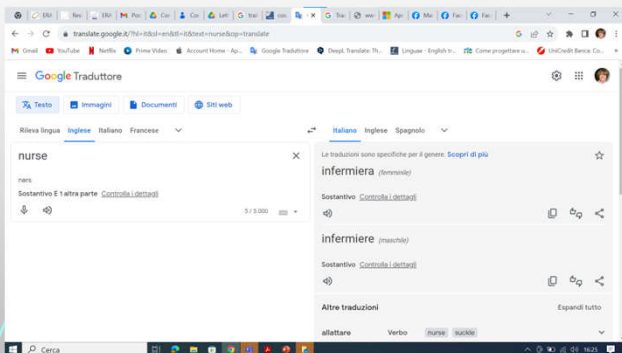 translate.google.it/?hl=it&sl=en&tl=it&text=nurse&op=translate
Gmail YouTube Netflix Prime Video Account Home - Ap... Google Traduttore DeepL Translate: Th... Linguee - English to... Come progettare u... UniCredit Banca: Co...
Google Traduttore
Testo Immagini Documenti Siti web
Rileva lingua Inglese Italiano Francese
Italiano Inglese Spagnolo
nurse
Le traduzioni sono specifiche per il genere. Scopri di più
infermiera (femminile)
nərs
Sostantivo E 1 altra parte Controlla i dettagli
Sostantivo Controlla i dettagli
5 / 5.000
infermiere (maschile)
Sostantivo Controlla i dettagli
Altre traduzioni Espandi tutto
allattare Verbo nurse suckle
Cerca
16:25